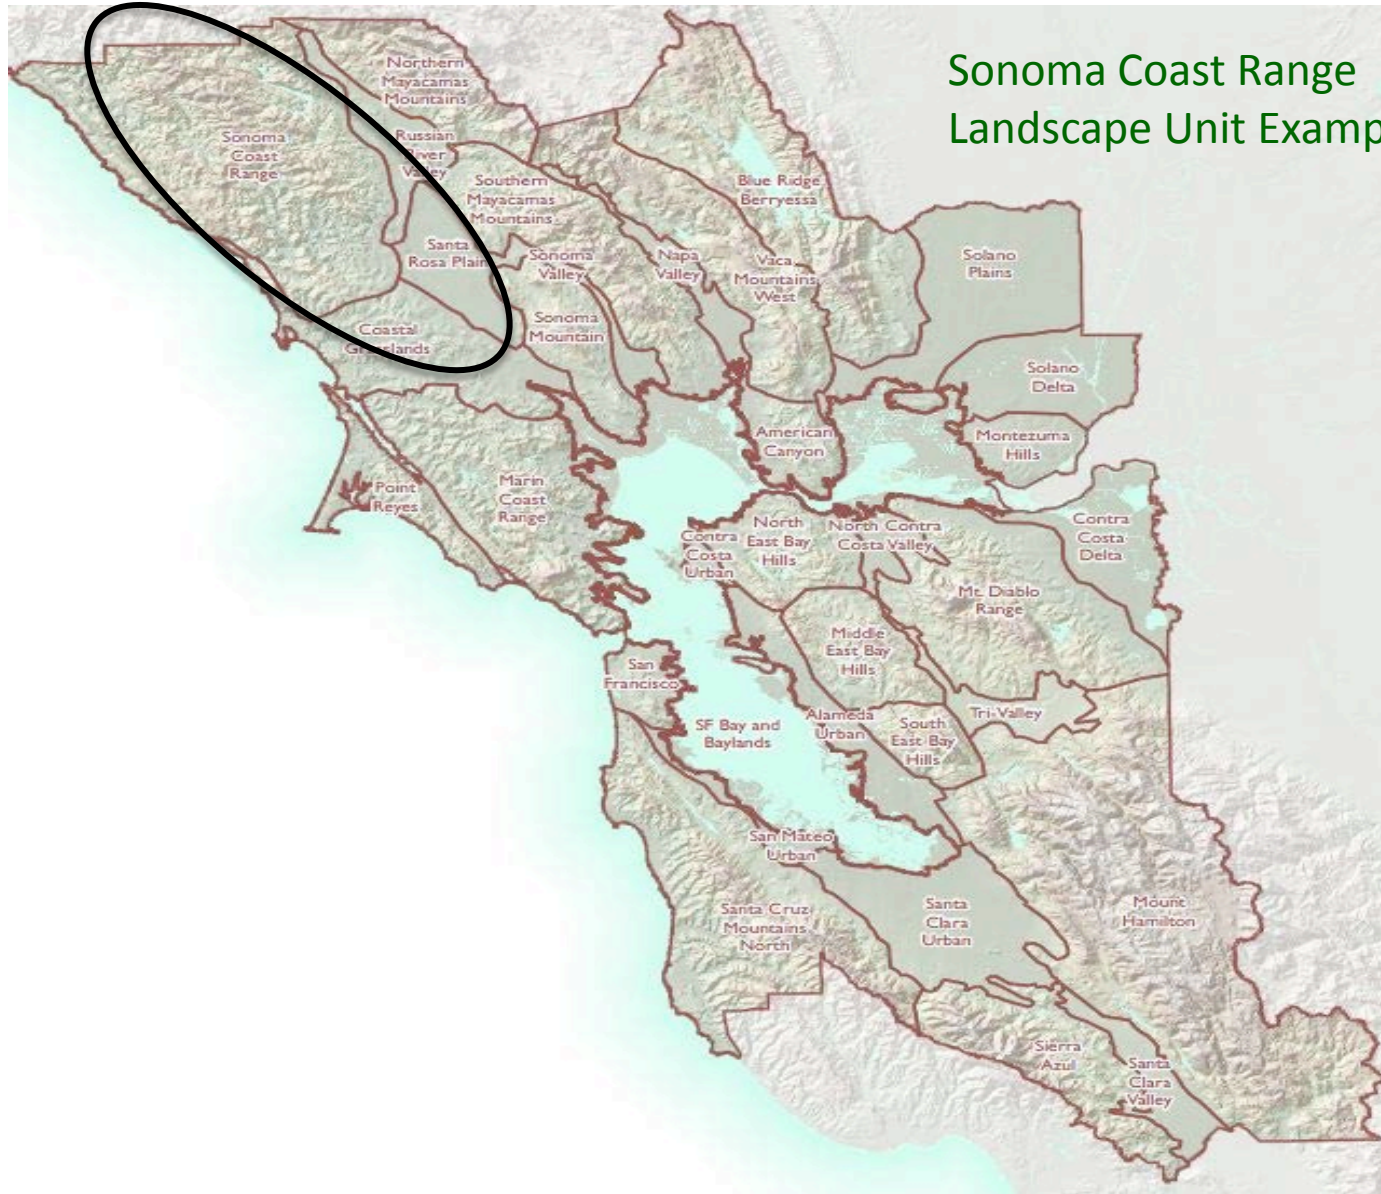 Sonoma Coast Range
Landscape Unit Examp
Northern
Mayacamas
Mountains
Sonoma
Coast
Range
Russian
River
Valley
Southern
Mayacamas
Mountains
Blue Ridge
Berryessa
Santa
Rosa Plain
Sonoma
Valley
Napa
Valley
Vaca
Mountains
West
Solano
Plains
Coastal
Grasslands
Sonoma
Mountain
Solano
Delta
American
Canyon
Montezuma
Hills
Point
Reyes
Marin
Coast
Range
Contra
Costa
Urban
North
East Bay
Hills
North Contra
Costa Valley
Contra
Costa
Delta
Mt. Diablo
Range
Middle
East Bay
Hills
San
Francisco
SF Bay and
Baylands
Alameda
Urban
South
East Bay
Hills
Tri-Valley
San Mateo
Urban
Santa Cruz
Mountains
North
Santa
Clara
Urban
Mount
Hamilton
Sierra
Azul
Santa
Clara
Valley